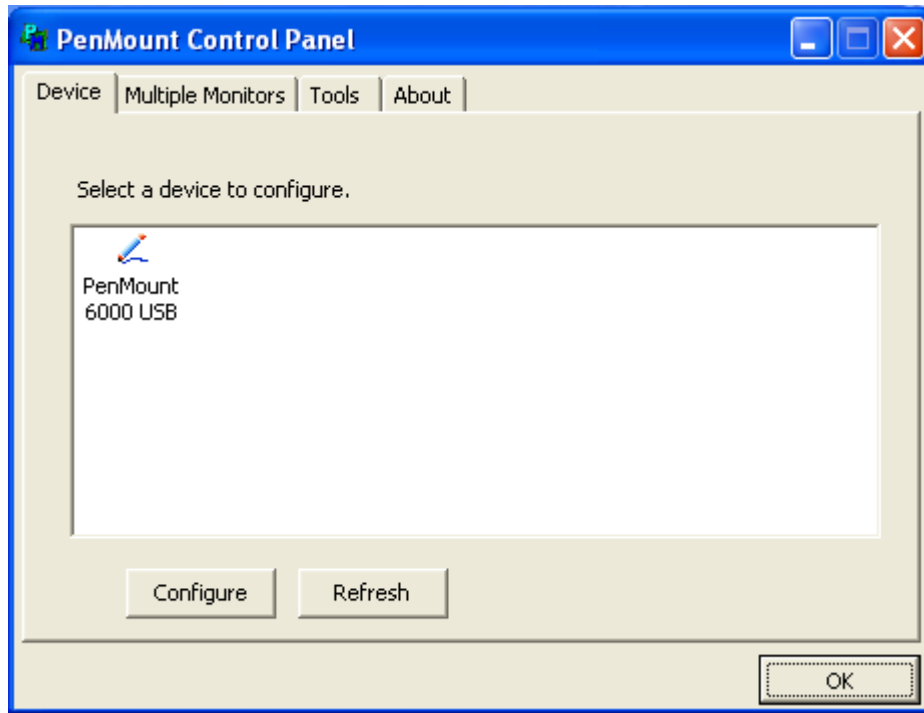 PenMount Control Panel
Device Multiple Monitors Tools About
Select a device to configure.
PenMount
6000 USB
Configure Refresh
OK